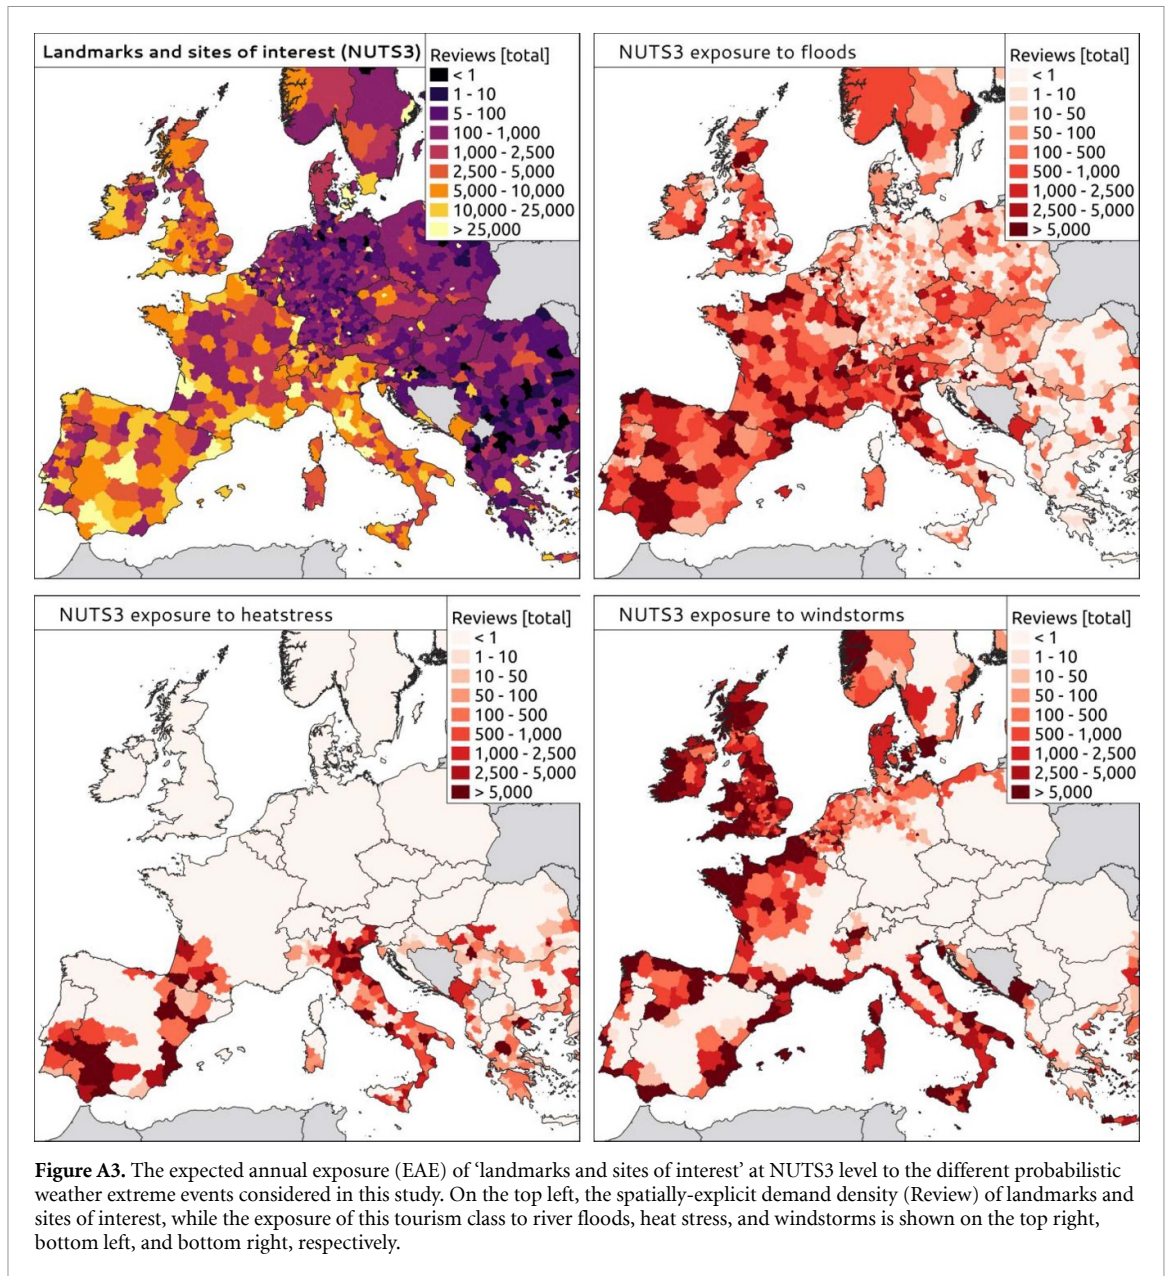 Landmarks and sites of interest (NUTS3)
Reviews [total]
< 1
1 - 10
5 - 100
100 - 1,000
1,000 - 2,500
2,500 - 5,000
5,000 - 10,000
10,000 - 25,000
> 25,000
NUTS3 exposure to floods
Reviews [total]
< 1
1 - 10
10 - 50
50 - 100
100 - 500
500 - 1,000
1,000 - 2,500
2,500 - 5,000
> 5,000
NUTS3 exposure to heatstress
Reviews [total]
< 1
1 - 10
10 - 50
50 - 100
100 - 500
500 - 1,000
1,000 - 2,500
2,500 - 5,000
> 5,000
NUTS3 exposure to windstorms
Reviews [total]
< 1
1 - 10
10 - 50
50 - 100
100 - 500
500 - 1,000
1,000 - 2,500
2,500 - 5,000
> 5,000
Figure A3. The expected annual exposure (EAE) of ‘landmarks and sites of interest’ at NUTS3 level to the different probabilistic
weather extreme events considered in this study. On the top left, the spatially-explicit demand density (Review) of landmarks and
sites of interest, while the exposure of this tourism class to river floods, heat stress, and windstorms is shown on the top right,
bottom left, and bottom right, respectively.